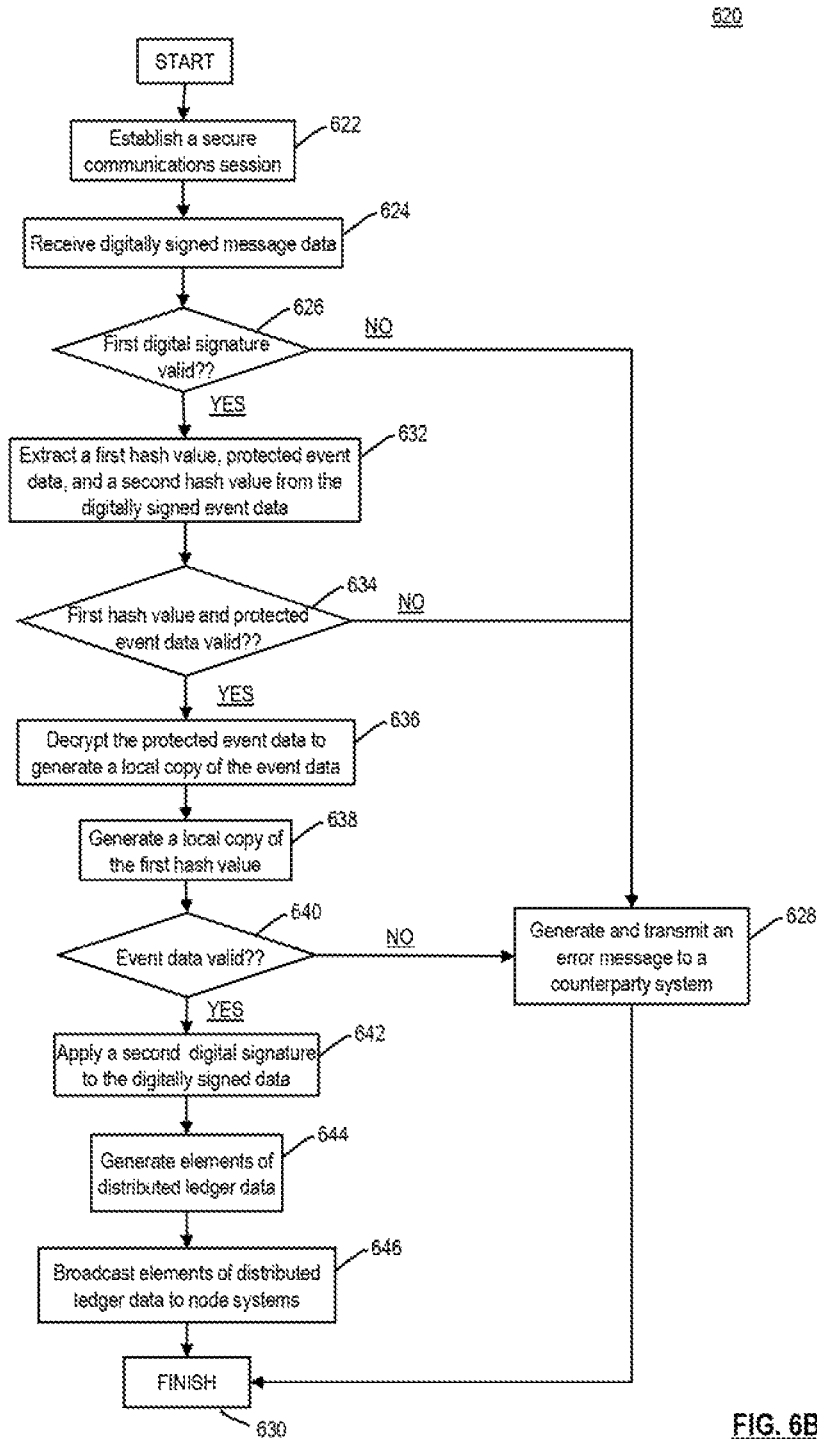 620
START
Establish a secure
communications session
622
Receive digitally signed message data
624
First digital signature
valid??
626
NO
YES
Extract a first hash value, protected event
data, and a second hash value from the
digitally signed event data
632
First hash value and protected
event data valid??
634
NO
YES
Decrypt the protected event data to
generate a local copy of the event data
636
Generate a local copy of
the first hash value
638
Event data valid??
640
NO
Generate and transmit an
error message to a
counterparty system
628
YES
Apply a second digital signature
to the digitally signed data
642
Generate elements of
distributed ledger data
644
Broadcast elements of distributed
ledger data to node systems
646
FINISH
630
FIG. 6B